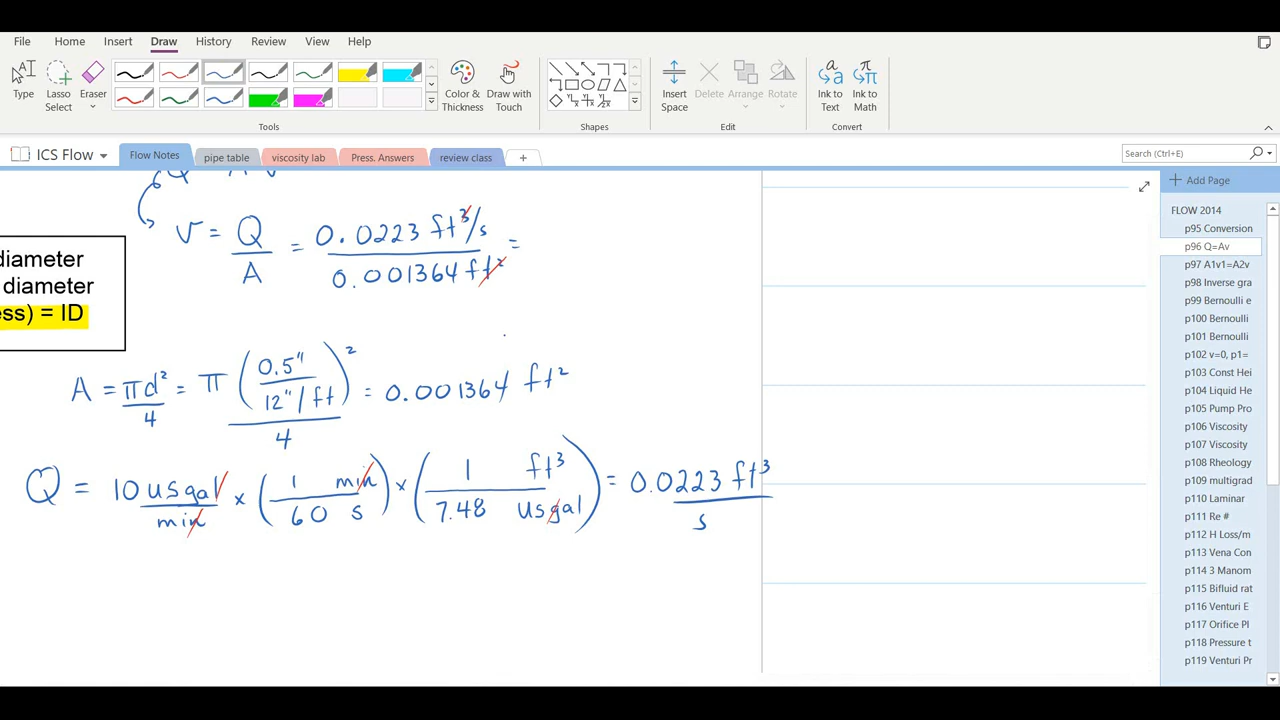 File Home Insert Draw History Review View Help
Type Lasso Select Eraser Color & Thickness Draw with Touch Insert Space Delete Arrange Rotate Ink to Text Ink to Math
Tools Shapes Edit Convert
ICS Flow Flow Notes pipe table viscosity lab Press. Answers review class + Search (Ctrl+E)
v = Q/A = 0.0223 ft³/s / 0.001364 ft² =
diameter
diameter
ess) = ID
A = πd²/4 = π (0.5"/12"/ft)² / 4 = 0.001364 ft²
Q = 10 usgal/min × (1 min / 60 s) × (1 ft³ / 7.48 usgal) = 0.0223 ft³/s
+ Add Page
FLOW 2014
p95 Conversion
p96 Q=Av
p97 A1v1=A2v
p98 Inverse gra
p99 Bernoulli e
p100 Bernoulli
p101 Bernoulli
p102 v=0, p1=
p103 Const Hei
p104 Liquid He
p105 Pump Pro
p106 Viscosity
p107 Viscosity
p108 Rheology
p109 multigrad
p110 Laminar
p111 Re #
p112 H Loss/m
p113 Vena Con
p114 3 Manom
p115 Bifluid rat
p116 Venturi E
p117 Orifice Pl
p118 Pressure t
p119 Venturi Pr